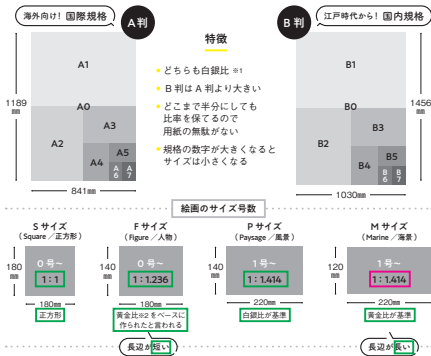 海外向け！国際規格
A判
特徴
• どちらも白銀比 ※1
• B判はA判より大きい
• どこまで半分にしても
比率を保てるので
用紙の無駄がない
• 規格の数字が大きくなると
サイズは小さくなる
B判
江戸時代から！国内規格
A1
A0
A2
A3
A4
A5
A6
A7
1189
mm
841mm
B1
B0
B2
B3
B4
B5
B6
B7
1456
mm
1030mm
絵画のサイズ号数
Sサイズ
（Square／正方形）
180
mm
0号~
1：1
180mm
正方形
Fサイズ
（Figure／人物）
140
mm
0号~
1：1.236
180mm
黄金比※2をベースに
作られたと言われる
長辺が短い
Pサイズ
（Paysage／風景）
140
mm
1号~
1：1.414
220mm
白銀比が基準
Mサイズ
（Marine／海景）
120
mm
1号~
1：1.414
220mm
黄金比が基準
長辺が長い